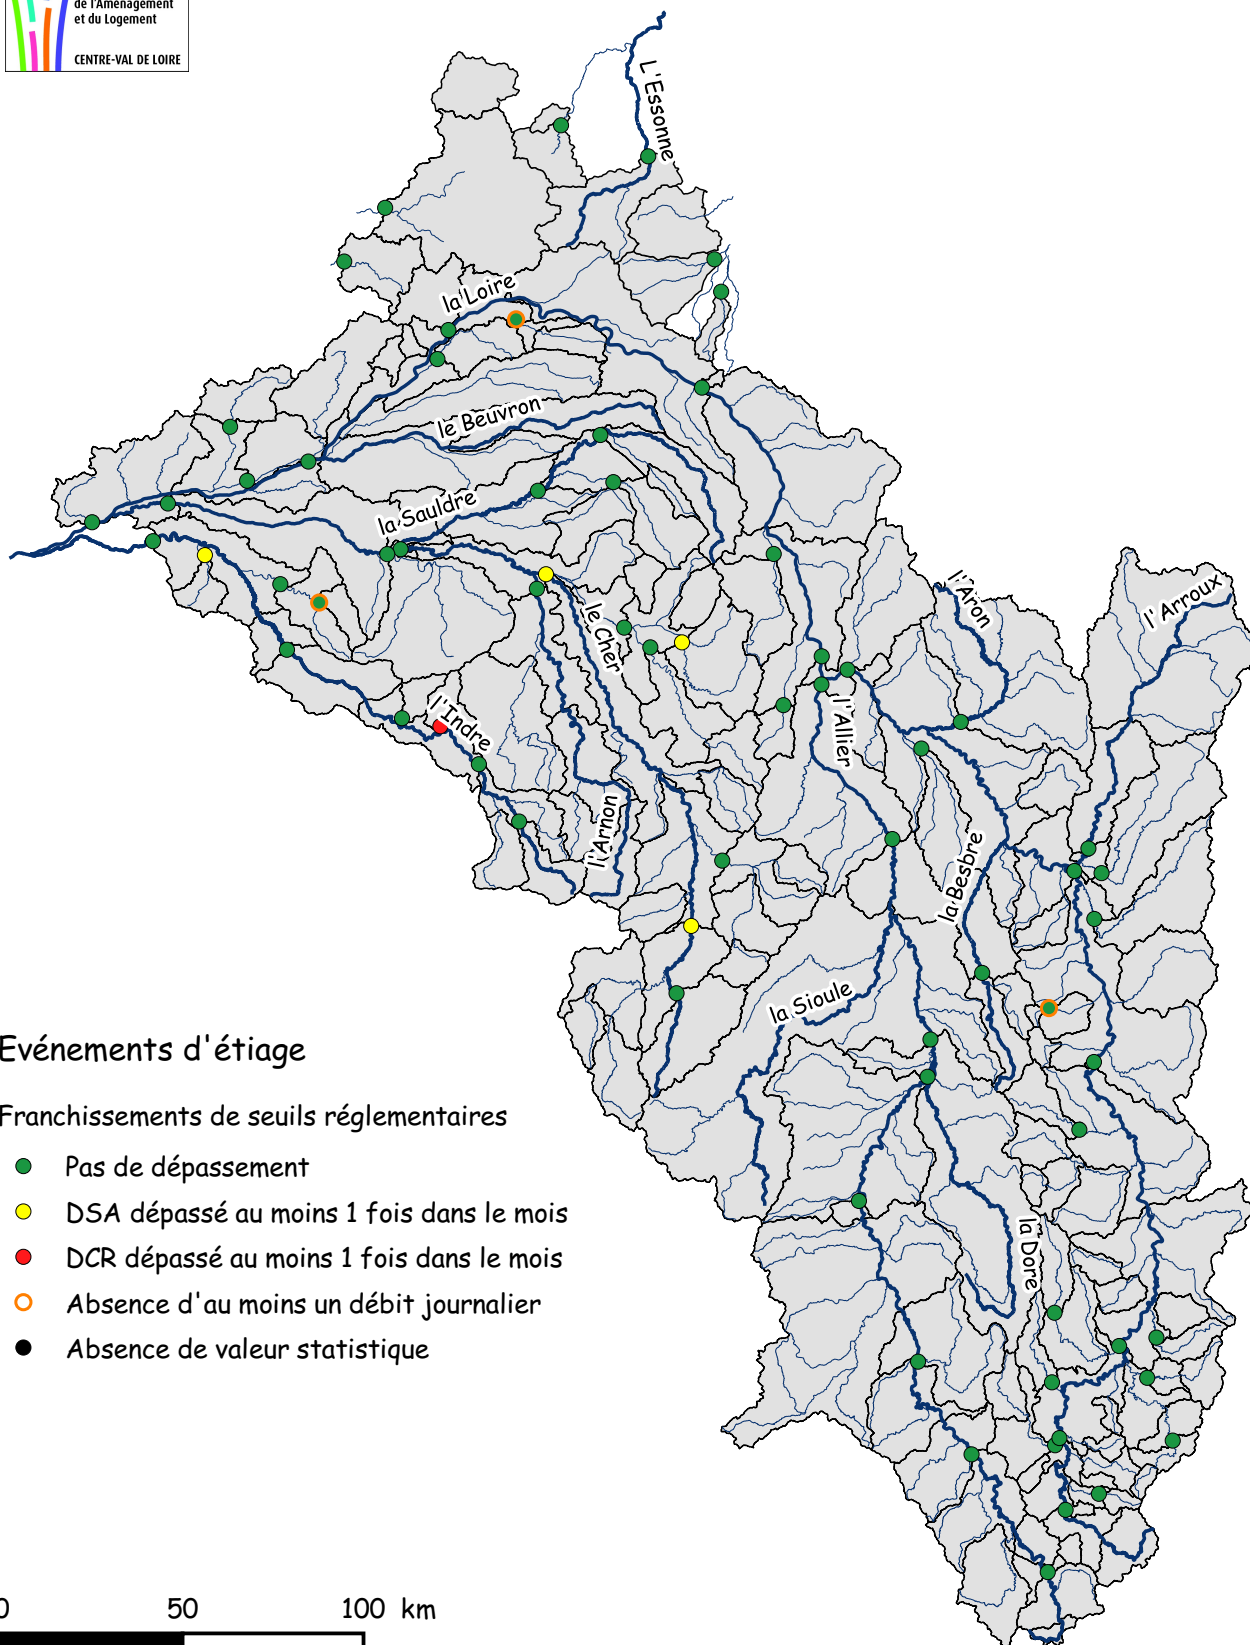 de l'Aménagement
et du Logement
CENTRE-VAL DE LOIRE
L'Essonne
la Loire
le Beuvron
la Sauldre
le Cher
l'Aron
l'Arroux
l'Indre
l'Allier
l'Arnon
la Besbre
la Sioule
la Dore
Evénements d'étiage
Franchissements de seuils réglementaires
Pas de dépassement
DSA dépassé au moins 1 fois dans le mois
DCR dépassé au moins 1 fois dans le mois
Absence d'au moins un débit journalier
Absence de valeur statistique
0 50 100 km